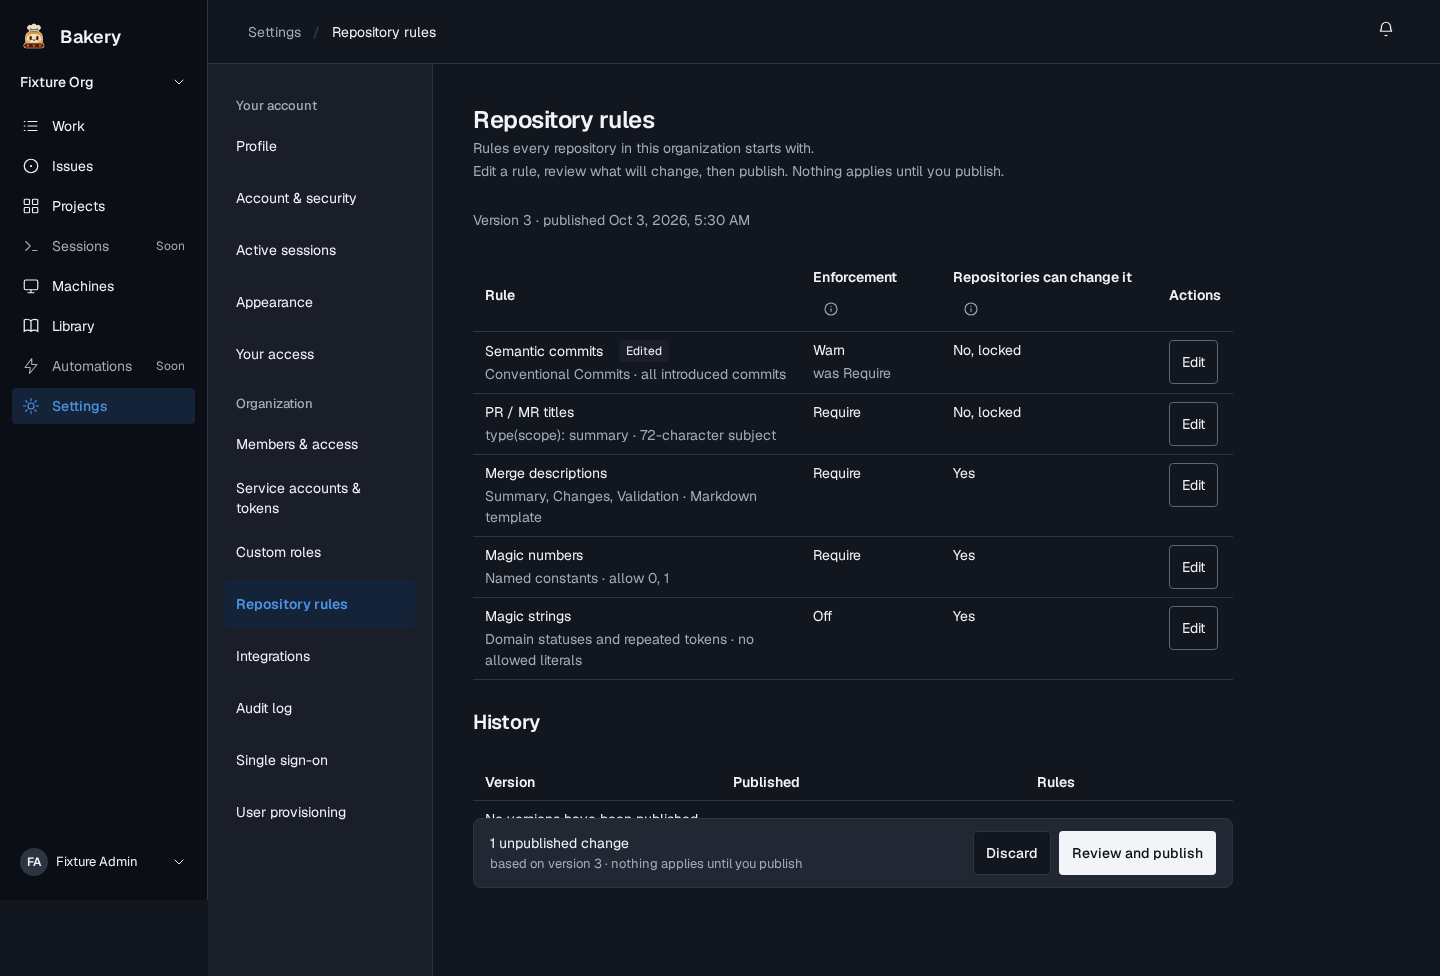 Bakery
Fixture Org
Work
Issues
Projects
Sessions Soon
Machines
Library
Automations Soon
Settings
FA Fixture Admin
Settings / Repository rules
Your account
Profile
Account & security
Active sessions
Appearance
Your access
Organization
Members & access
Service accounts &
tokens
Custom roles
Repository rules
Integrations
Audit log
Single sign-on
User provisioning
Repository rules
Rules every repository in this organization starts with.
Edit a rule, review what will change, then publish. Nothing applies until you publish.
Version 3 · published Oct 3, 2026, 5:30 AM
Rule Enforcement Repositories can change it Actions
Semantic commits Edited Warn No, locked Edit
Conventional Commits · all introduced commits was Require
PR / MR titles Require No, locked Edit
type(scope): summary · 72-character subject
Merge descriptions Require Yes Edit
Summary, Changes, Validation · Markdown
template
Magic numbers Require Yes Edit
Named constants · allow 0, 1
Magic strings Off Yes Edit
Domain statuses and repeated tokens · no
allowed literals
History
Version Published Rules
No versions have been published
1 unpublished change
based on version 3 · nothing applies until you publish
Discard Review and publish